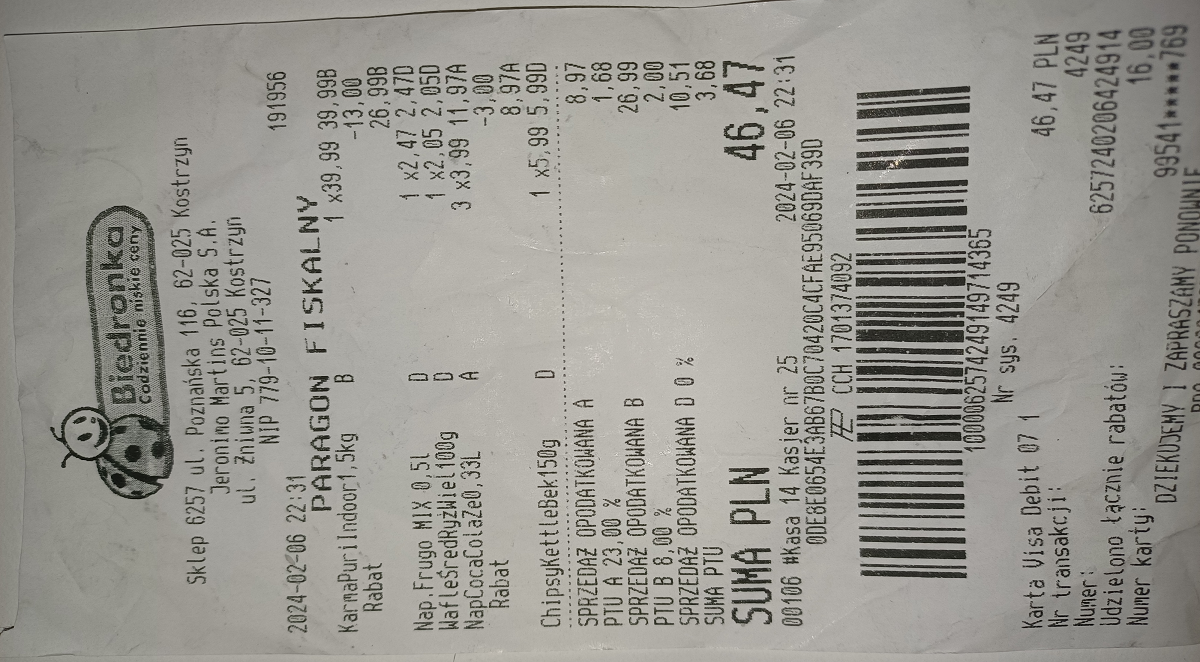 Biedronka
Codziennie niskie ceny
Sklep 6257 ul. Poznańska 116, 62-025 Kostrzyn
Jeronimo Martins Polska S.A.
ul. Żniwna 5, 62-025 Kostrzyn
NIP 779-10-11-327
2024-02-06 22:31 191956
PARAGON FISKALNY
KarmaPuriIndoor1,5kg B 1 x39,99 39,99B
Rabat -13,00
26,99B
Nap.Frugo MIX 0,5l D 1 x2,47 2,47D
WafleŚredRyżWiel100g D 1 x2,05 2,05D
NapCocaColaZe0,33L A 3 x3,99 11,97A
Rabat -3,00
8,97A
ChipsyKettleBek150g D 1 x5,99 5,99D
SPRZEDAŻ OPODATKOWANA A 8,97
PTU A 23,00 % 1,68
SPRZEDAŻ OPODATKOWANA B 26,99
PTU B 8,00 % 2,00
SPRZEDAŻ OPODATKOWANA D 0 % 10,51
SUMA PTU 3,68
SUMA PLN 46,47
00106 #Kasa 14 Kasjer nr 25 2024-02-06 22:31
0DE8E0654E3AB67B0C70420C4CFAE95069DAF39D
CCH 1701374092
1000062574249149714365
Nr sys. 4249
Karta Visa Debit 07 1 46,47 PLN
Nr transakcji: 4249
Numer: 62572402064​24914
Udzielono łącznie rabatów: 16,00
Numer karty: 99541*****769
DZIĘKUJEMY I ZAPRASZAMY PONOWNIE